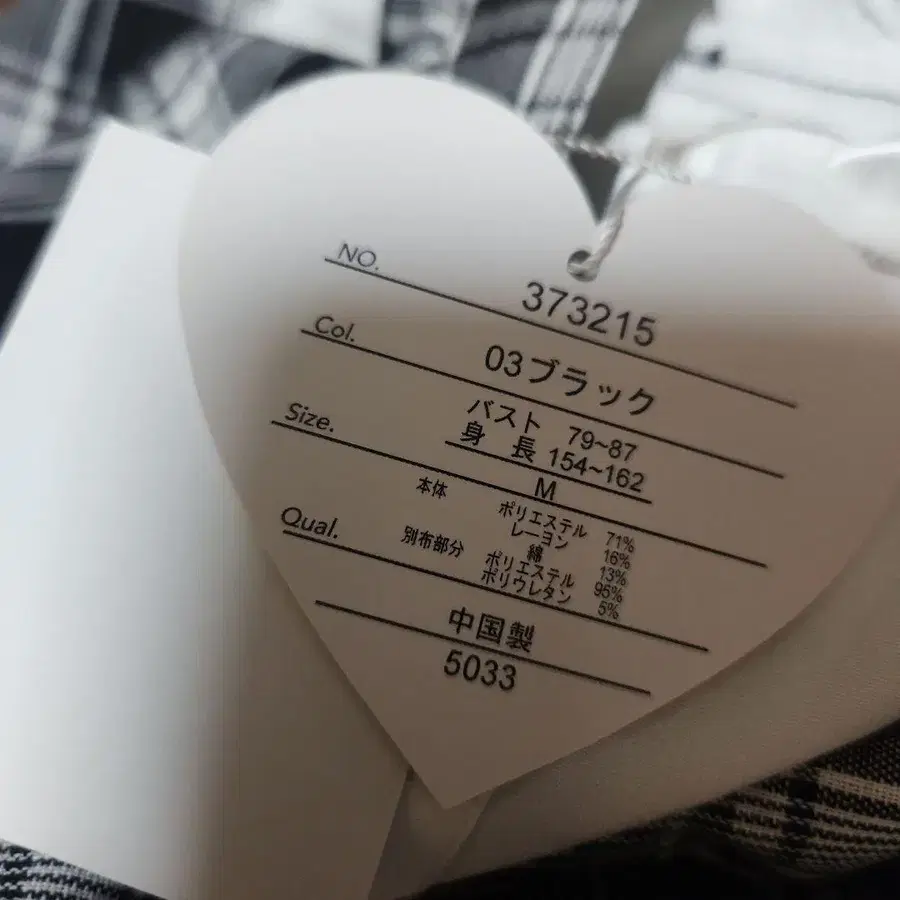 NO. 373215
Col. 03ブラック
Size. バスト 79~87
身 長 154~162
M
Qual. 本体 ポリエステル 71%
レーヨン 16%
綿 13%
別布部分 ポリエステル 95%
ポリウレタン 5%
中国製
5033